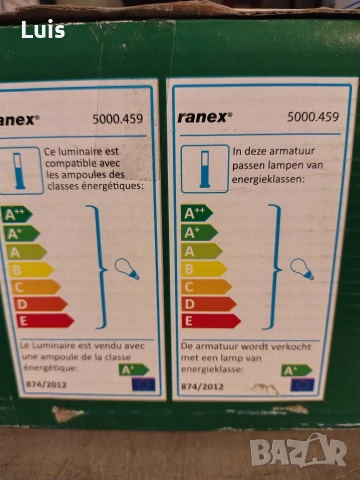 Luis
anex® 5000.459
Ce luminaire est
compatible avec
les ampoules des
classes énergétiques:
A++
A+
A
B
C
D
E
Le Luminaire est vendu avec
une ampoule de la classe
énergétique:
A+
874/2012
ranex® 5000.459
In deze armatuur
passen lampen van
energieklassen:
A++
A+
A
B
C
D
E
De armatuur wordt verkocht
met een lamp van
energieklasse:
A+
874/2012
BAZAR